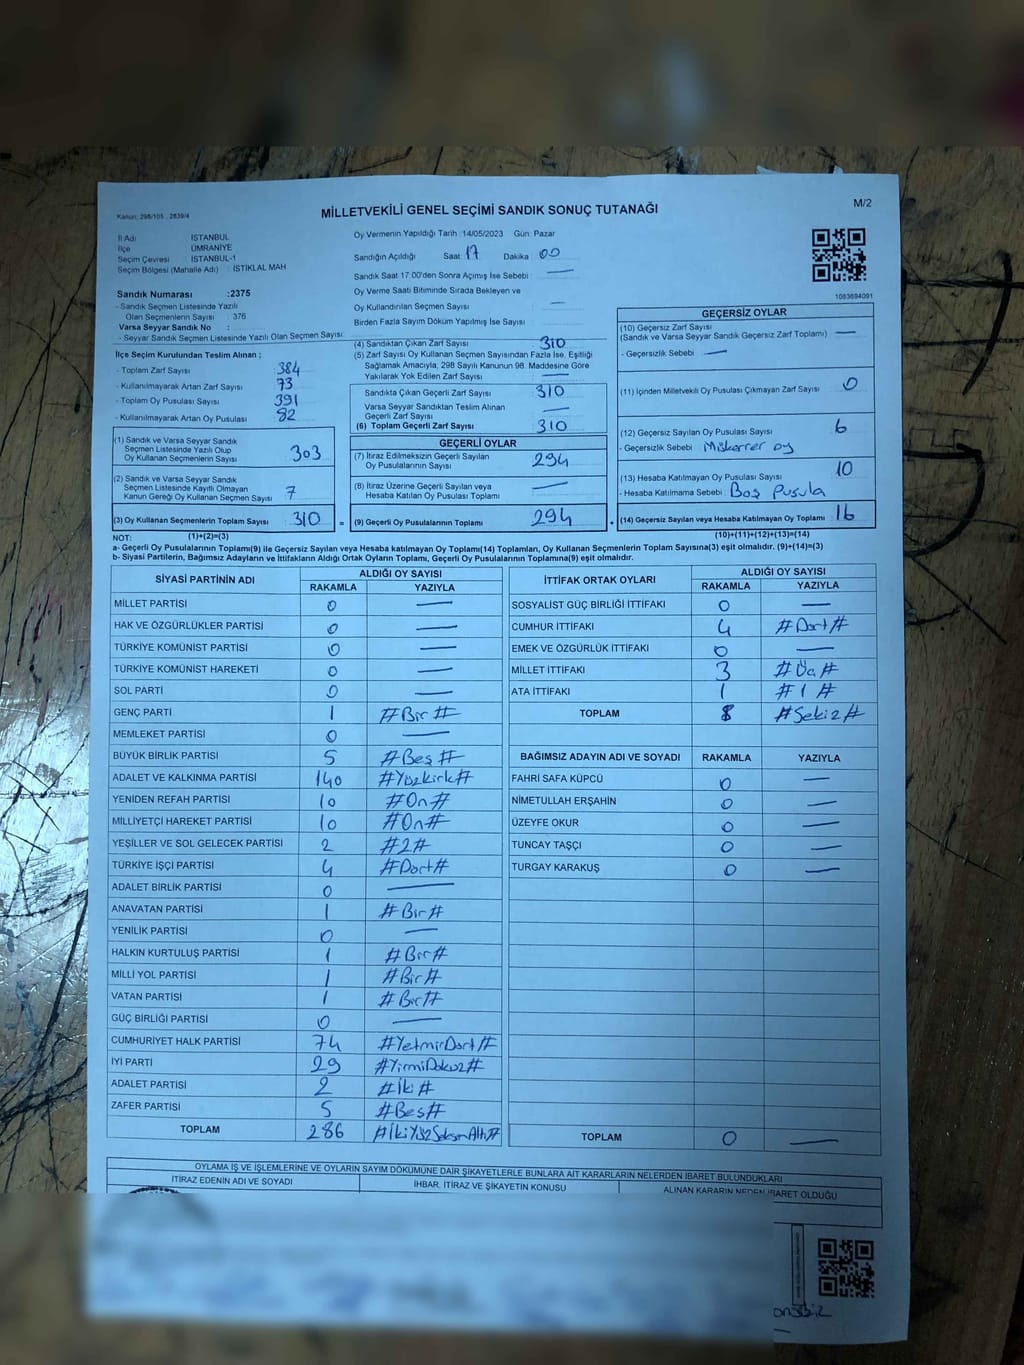 Kanun: 298/105 , 2839/4
MİLLETVEKİLİ GENEL SEÇİMİ SANDIK SONUÇ TUTANAĞI
M/2
İl Adı : İSTANBUL
İlçe : ÜMRANİYE
Seçim Çevresi : İSTANBUL-1
Seçim Bölgesi (Mahalle Adı) : İSTİKLAL MAH
Sandık Numarası :2375
- Sandık Seçmen Listesinde Yazılı
Olan Seçmenlerin Sayısı : 376
Varsa Seyyar Sandık No :
- Seyyar Sandık Seçmen Listesinde Yazılı Olan Seçmen Sayısı:
Oy Vermenin Yapıldığı Tarih :14/05/2023 Gün: Pazar
Sandığın Açıldığı Saat: 17 Dakika : 00
Sandık Saat 17:00'den Sonra Açılmış İse Sebebi : —
Oy Verme Saati Bitiminde Sırada Bekleyen ve
Oy Kullandırılan Seçmen Sayısı : —
Birden Fazla Sayım Döküm Yapılmış İse Sayısı :
1083694091
İlçe Seçim Kurulundan Teslim Alınan ;
- Toplam Zarf Sayısı : 384
- Kullanılmayarak Artan Zarf Sayısı : 73
- Toplam Oy Pusulası : 391
- Kullanılmayarak Artan Oy Pusulası : 82
(1) Sandık ve Varsa Seyyar Sandık
Seçmen Listesinde Yazılı Olup
Oy Kullanan Seçmenlerin Sayısı : 303
(2) Sandık ve Varsa Seyyar Sandık
Seçmen Listesinde Kayıtlı Olmayan
Kanun Gereği Oy Kullanan Seçmen Sayısı : 7
(3) Oy Kullanan Seçmenlerin Toplam Sayısı : 310
(4) Sandıktan Çıkan Zarf Sayısı : 310
(5) Zarf Sayısı Oy Kullanan Seçmen Sayısından Fazla İse, Eşitliği
Sağlamak Amacıyla, 298 Sayılı Kanunun 98. Maddesine Göre
Yakılarak Yok Edilen Zarf Sayısı : —
Sandıkta Çıkan Geçerli Zarf Sayısı : 310
Varsa Seyyar Sandıktan Teslim Alınan
Geçerli Zarf Sayısı : —
(6) Toplam Geçerli Zarf Sayısı : 310
GEÇERLİ OYLAR
(7) İtiraz Edilmeksizin Geçerli Sayılan
Oy Pusulalarının Sayısı : 294
(8) İtiraz Üzerine Geçerli Sayılan veya
Hesaba Katılan Oy Pusulası Toplamı : —
= (9) Geçerli Oy Pusulalarının Toplamı : 294
GEÇERSİZ OYLAR
(10) Geçersiz Zarf Sayısı
(Sandık ve Varsa Seyyar Sandık Geçersiz Zarf Toplamı) : —
- Geçersizlik Sebebi : —
(11) İçinden Milletvekili Oy Pusulası Çıkmayan Zarf Sayısı : 0
(12) Geçersiz Sayılan Oy Pusulası Sayısı : 6
- Geçersizlik Sebebi : Mükerrer oy
(13) Hesaba Katılmayan Oy Pusulası Sayısı : 10
- Hesaba Katılmama Sebebi : Boş Pusula
+ (14) Geçersiz Sayılan veya Hesaba Katılmayan Oy Toplamı : 16
NOT: (1)+(2)=(3) (10)+(11)+(12)+(13)=(14)
a- Geçerli Oy Pusulalarının Toplamı(9) ile Geçersiz Sayılan veya Hesaba katılmayan Oy Toplamı(14) Toplamları, Oy Kullanan Seçmenlerin Toplam Sayısına(3) eşit olmalıdır. (9)+(14)=(3)
b- Siyasi Partilerin, Bağımsız Adayların ve İttifakların Aldığı Ortak Oyların Toplamı, Geçerli Oy Pusulalarının Toplamına(9) eşit olmalıdır.
SİYASİ PARTİNİN ADI ALDIĞI OY SAYISI
RAKAMLA YAZIYLA
MİLLET PARTİSİ 0 —
HAK VE ÖZGÜRLÜKLER PARTİSİ 0 —
TÜRKİYE KOMÜNİST PARTİSİ 0 —
TÜRKİYE KOMÜNİST HAREKETİ 0 —
SOL PARTİ 0 —
GENÇ PARTİ 1 #Bir#
MEMLEKET PARTİSİ 0 —
BÜYÜK BİRLİK PARTİSİ 5 #Beş#
ADALET VE KALKINMA PARTİSİ 140 #Yüzkırk#
YENİDEN REFAH PARTİSİ 10 #On#
MİLLİYETÇİ HAREKET PARTİSİ 10 #On#
YEŞİLLER VE SOL GELECEK PARTİSİ 2 #2#
TÜRKİYE İŞÇİ PARTİSİ 4 #Dort#
ADALET BİRLİK PARTİSİ 0 —
ANAVATAN PARTİSİ 1 #Bir#
YENİLİK PARTİSİ 0 —
HALKIN KURTULUŞ PARTİSİ 1 #Bir#
MİLLİ YOL PARTİSİ 1 #Bir#
VATAN PARTİSİ 1 #Bir#
GÜÇ BİRLİĞİ PARTİSİ 0 —
CUMHURİYET HALK PARTİSİ 74 #YetmirDort#
İYİ PARTİ 29 #YirmiDokuz#
ADALET PARTİSİ 2 #İki#
ZAFER PARTİSİ 5 #Beş#
TOPLAM 286 #İkiYüzSeksenAltı#
İTTİFAK ORTAK OYLARI ALDIĞI OY SAYISI
RAKAMLA YAZIYLA
SOSYALİST GÜÇ BİRLİĞİ İTTİFAKI 0 —
CUMHUR İTTİFAKI 4 #Dort#
EMEK VE ÖZGÜRLÜK İTTİFAKI 0 —
MİLLET İTTİFAKI 3 #Üç#
ATA İTTİFAKI 1 #1#
TOPLAM 8 #Sekiz#
BAĞIMSIZ ADAYIN ADI VE SOYADI RAKAMLA YAZIYLA
FAHRİ SAFA KÜPCÜ 0 —
NİMETULLAH ERŞAHİN 0 —
ÜZEYFE OKUR 0 —
TUNCAY TAŞÇI 0 —
TURGAY KARAKUŞ 0 —
TOPLAM 0 —
OYLAMA İŞ VE İŞLEMLERİNE VE OYLARIN SAYIM DÖKÜMÜNE DAİR ŞİKAYETLERLE BUNLARA AİT KARARLARIN NELERDEN İBARET BULUNDUKLARI
İTİRAZ EDENİN ADI VE SOYADI İHBAR, İTİRAZ VE ŞİKAYETİN KONUSU ALINAN KARARIN NEDEN İBARET OLDUĞU